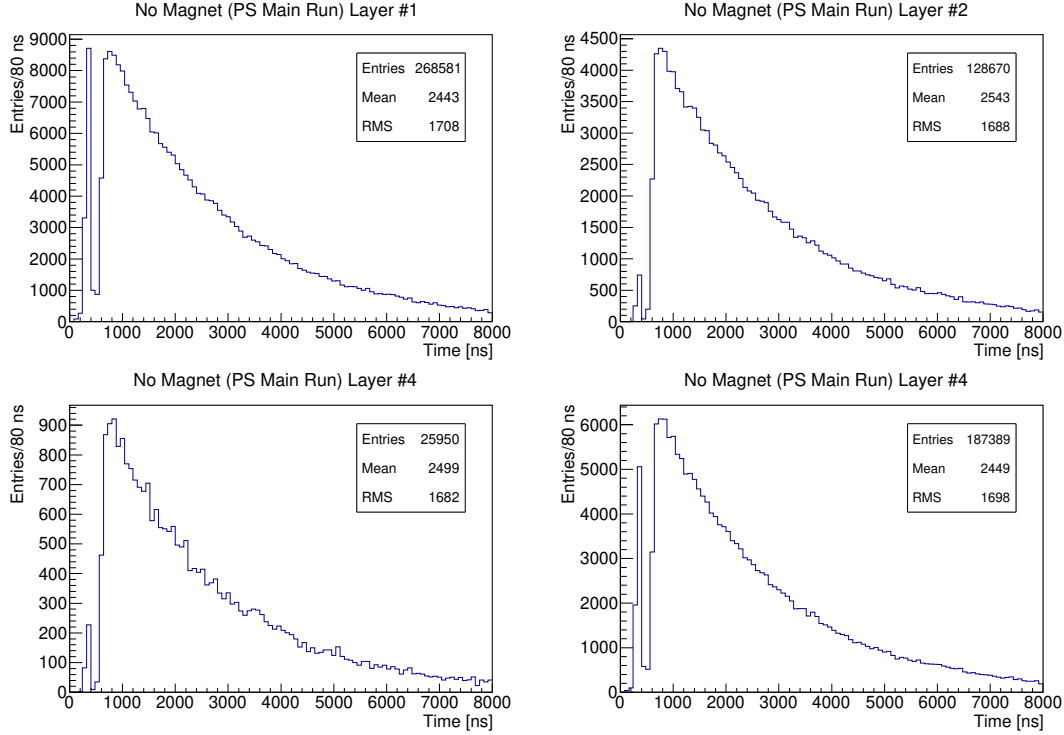 No Magnet (PS Main Run) Layer #1
Entries/80 ns
9000
8000
7000
6000
5000
4000
3000
2000
1000
0
Entries 268581
Mean 2443
RMS 1708
0 1000 2000 3000 4000 5000 6000 7000 8000
Time [ns]
No Magnet (PS Main Run) Layer #2
Entries/80 ns
4500
4000
3500
3000
2500
2000
1500
1000
500
0
Entries 128670
Mean 2543
RMS 1688
0 1000 2000 3000 4000 5000 6000 7000 8000
Time [ns]
No Magnet (PS Main Run) Layer #4
Entries/80 ns
900
800
700
600
500
400
300
200
100
0
Entries 25950
Mean 2499
RMS 1682
0 1000 2000 3000 4000 5000 6000 7000 8000
Time [ns]
No Magnet (PS Main Run) Layer #4
Entries/80 ns
6000
5000
4000
3000
2000
1000
0
Entries 187389
Mean 2449
RMS 1698
0 1000 2000 3000 4000 5000 6000 7000 8000
Time [ns]